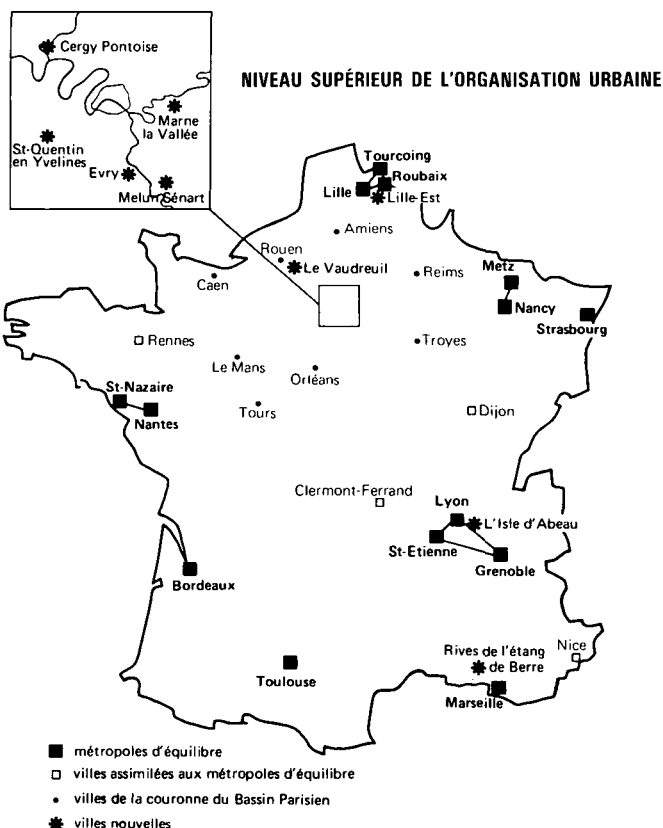 NIVEAU SUPÉRIEUR DE L'ORGANISATION URBAINE
Cergy Pontoise
Marne
la Vallée
St-Quentin
en Yvelines
Evry
Melun Sénart
Tourcoing
Roubaix
Lille
Lille-Est
Amiens
Rouen
Le Vaudreuil
Caen
Reims
Metz
Nancy
Strasbourg
Rennes
Troyes
Le Mans
Orléans
St-Nazaire
Nantes
Tours
Dijon
Clermont-Ferrand
Lyon
L'Isle d'Abeau
St-Etienne
Grenoble
Bordeaux
Nice
Rives de l'étang
de Berre
Toulouse
Marseille
métropoles d'équilibre
villes assimilées aux métropoles d'équilibre
villes de la couronne du Bassin Parisien
villes nouvelles